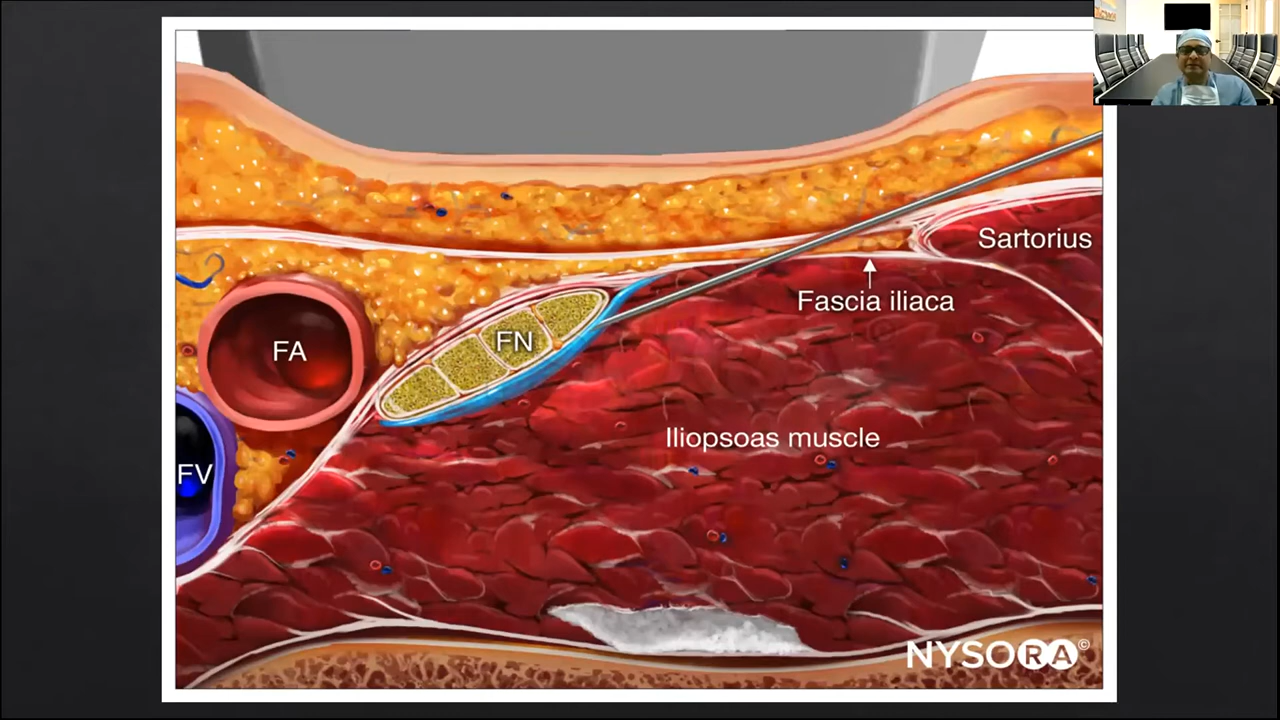 Sartorius
Fascia iliaca
FA
FN
Iliopsoas muscle
FV
NYSORA©